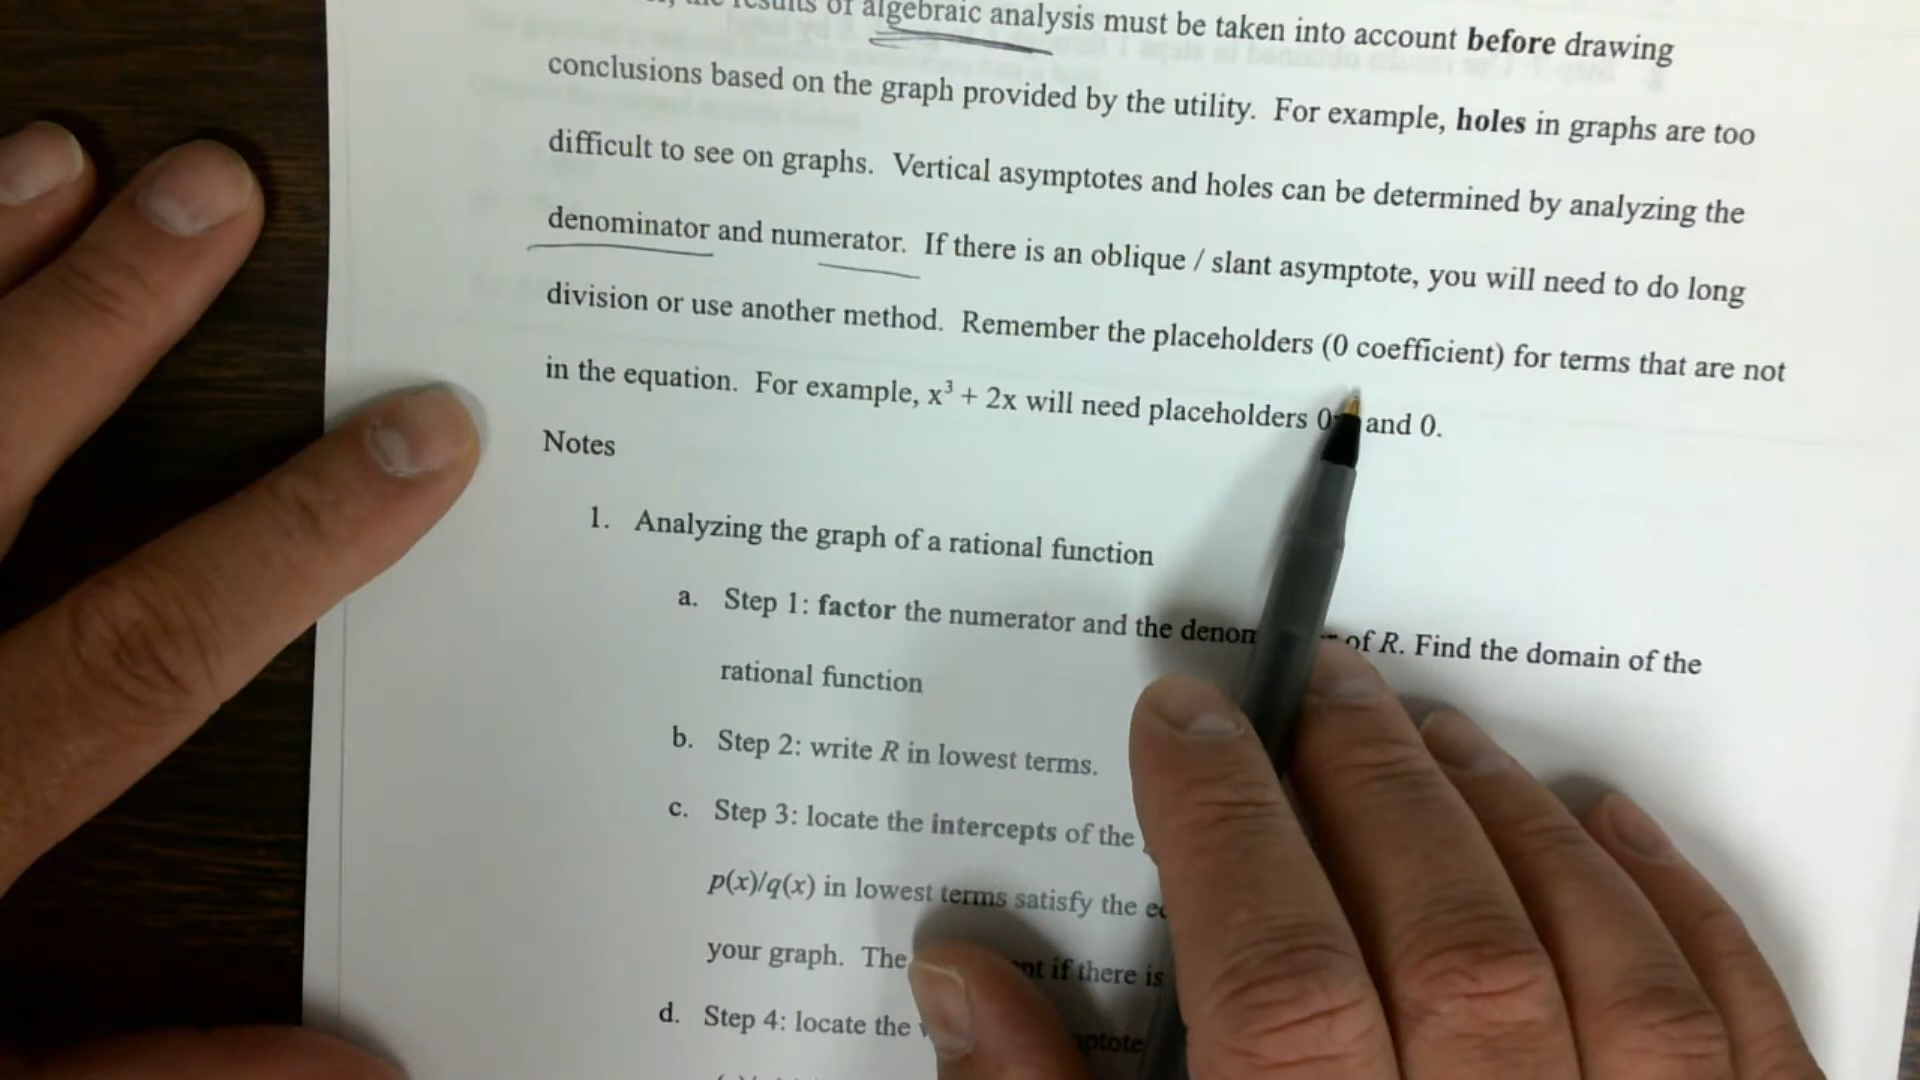 results of algebraic analysis must be taken into account before drawing
conclusions based on the graph provided by the utility. For example, holes in graphs are too
difficult to see on graphs. Vertical asymptotes and holes can be determined by analyzing the
denominator and numerator. If there is an oblique / slant asymptote, you will need to do long
division or use another method. Remember the placeholders (0 coefficient) for terms that are not
in the equation. For example, x³ + 2x will need placeholders and 0.
Notes
1. Analyzing the graph of a rational function
a. Step 1: factor the numerator and the of R. Find the domain of the
rational function
b. Step 2: write R in lowest terms.
c. Step 3: locate the intercepts of the
p(x)/q(x) in lowest terms satisfy the
your graph. The if there is
d. Step 4: locate the